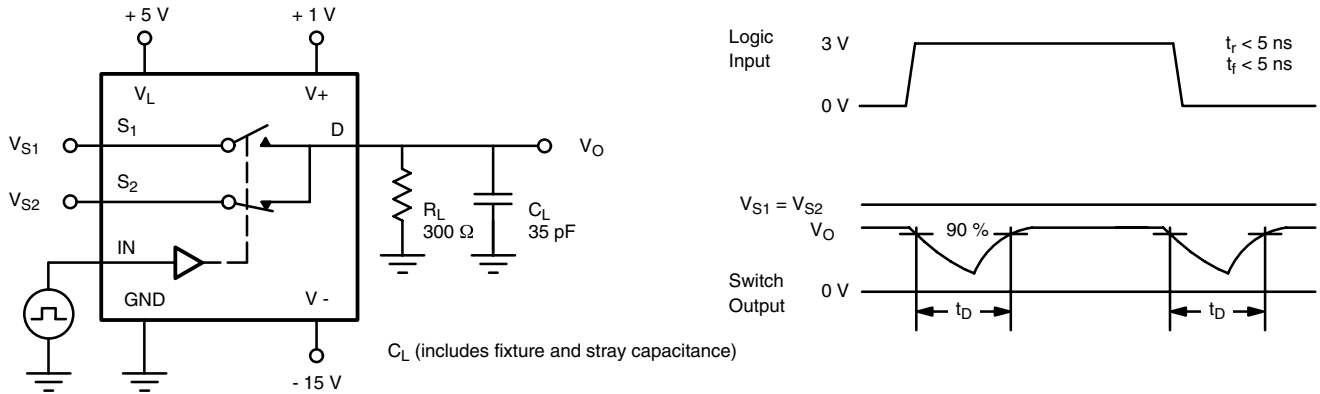 + 5 V
+ 1 V
V_L
V+
S_1
D
V_S1
V_O
S_2
V_S2
R_L
300 Ω
C_L
35 pF
IN
GND
V -
C_L (includes fixture and stray capacitance)
- 15 V
Logic
Input
3 V
0 V
t_r < 5 ns
t_f < 5 ns
V_S1 = V_S2
V_O
90 %
Switch
Output
0 V
t_D
t_D